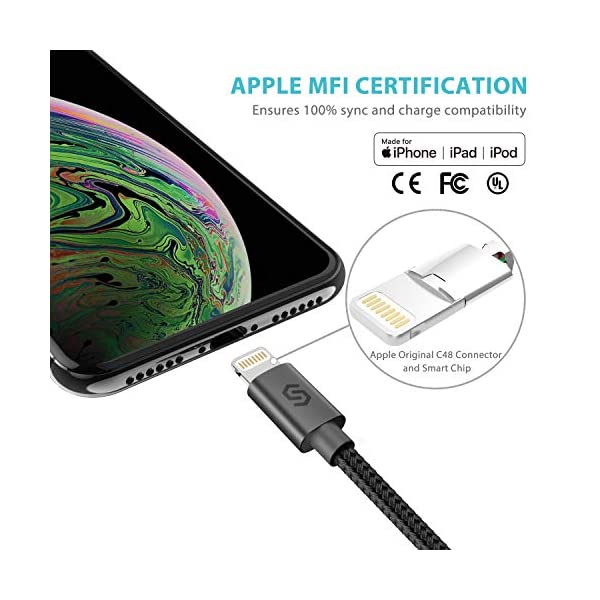 APPLE MFI CERTIFICATION
Ensures 100% sync and charge compatibility
Made for
iPhone | iPad | iPod
CE FC UL
Apple Original C48 Connector
and Smart Chip